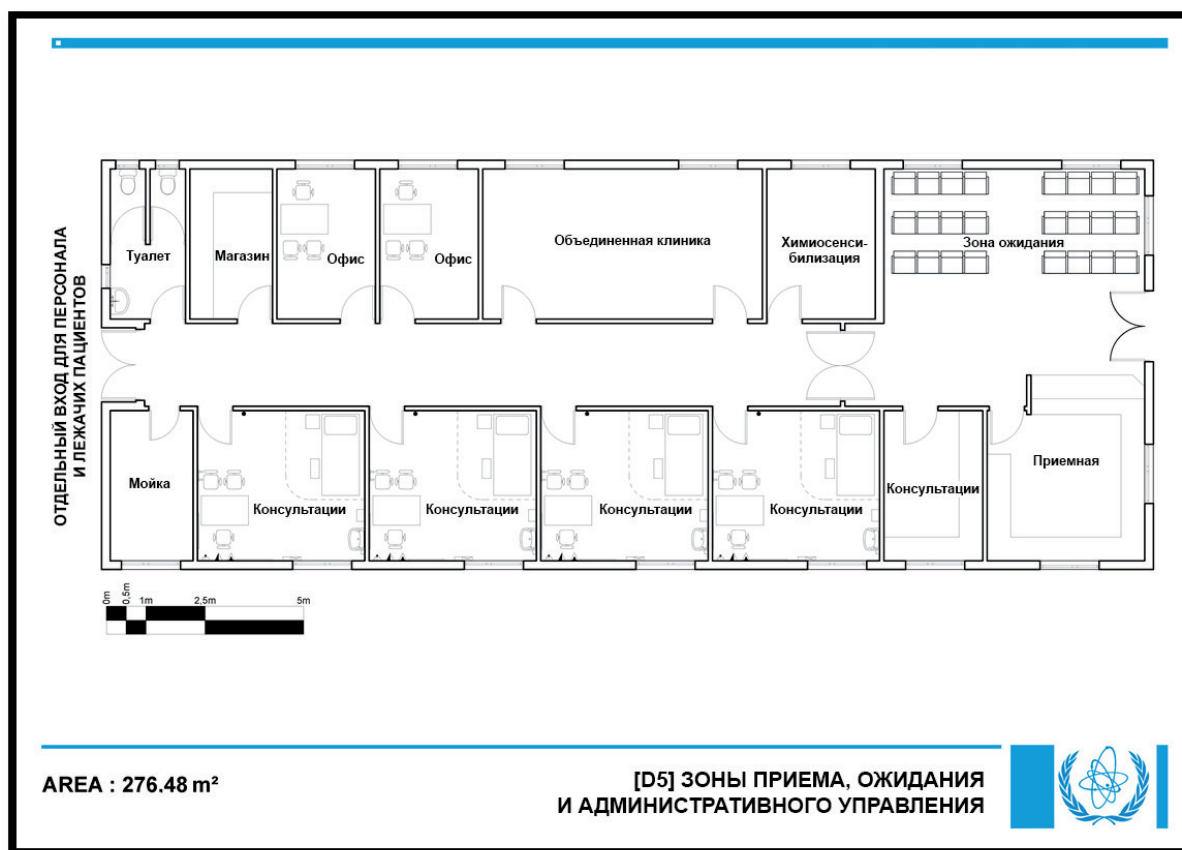 ОТДЕЛЬНЫЙ ВХОД ДЛЯ ПЕРСОНАЛА
И ЛЕЖАЧИХ ПАЦИЕНТОВ
Туалет
Магазин
Офис
Офис
Объединенная клиника
Химиосенси-
билизация
Зона ожидания
Мойка
Консультации
Консультации
Консультации
Консультации
Консультации
Приемная
0m
0,5m
1m
2,5m
5m
AREA : 276.48 m²
[D5] ЗОНЫ ПРИЕМА, ОЖИДАНИЯ
И АДМИНИСТРАТИВНОГО УПРАВЛЕНИЯ